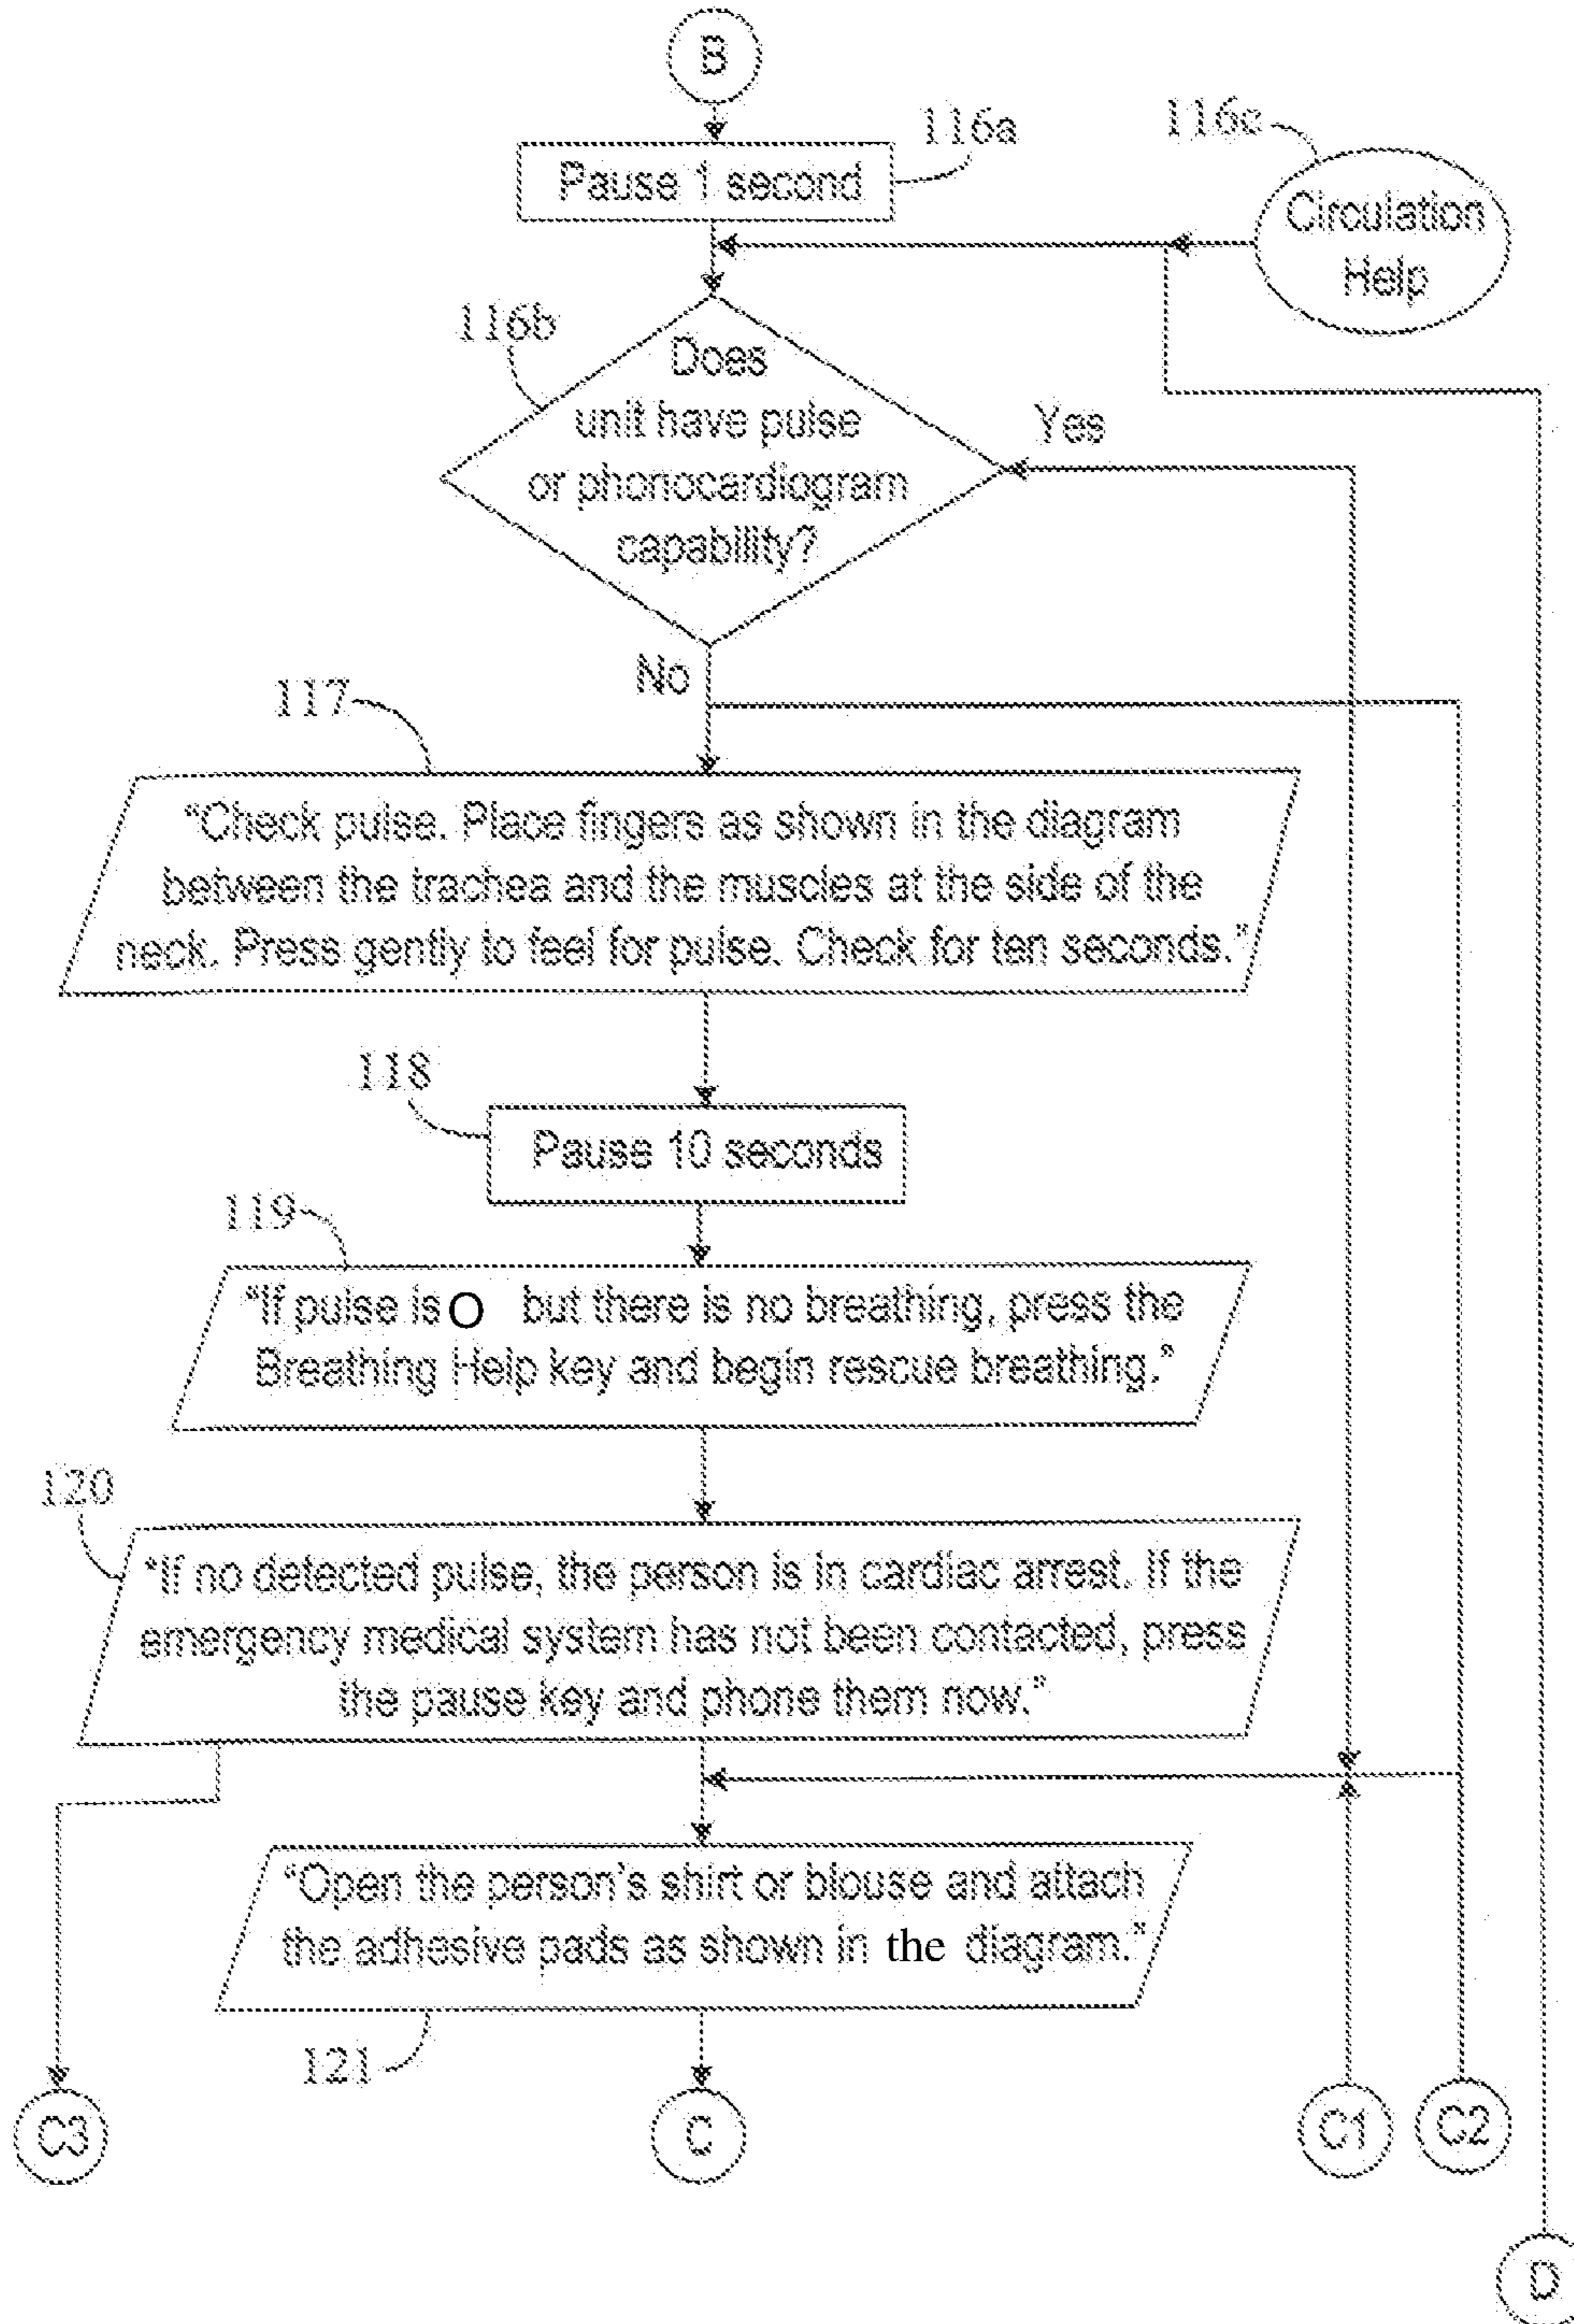 B
116a
116c
Pause 1 second
Circulation
Help
116b
Does
unit have pulse
or phonocardiogram
capability?
Yes
No
117
“Check pulse. Place fingers as shown in the diagram
between the trachea and the muscles at the side of the
neck. Press gently to feel for pulse. Check for ten seconds.”
118
Pause 10 seconds
119
“If pulse is O but there is no breathing, press the
Breathing Help key and begin rescue breathing.”
120
“If no detected pulse, the person is in cardiac arrest. If the
emergency medical system has not been contacted, press
the pause key and phone them now.”
“Open the person’s shirt or blouse and attach
the adhesive pads as shown in the diagram.”
121
C3
C
C1
C2
D